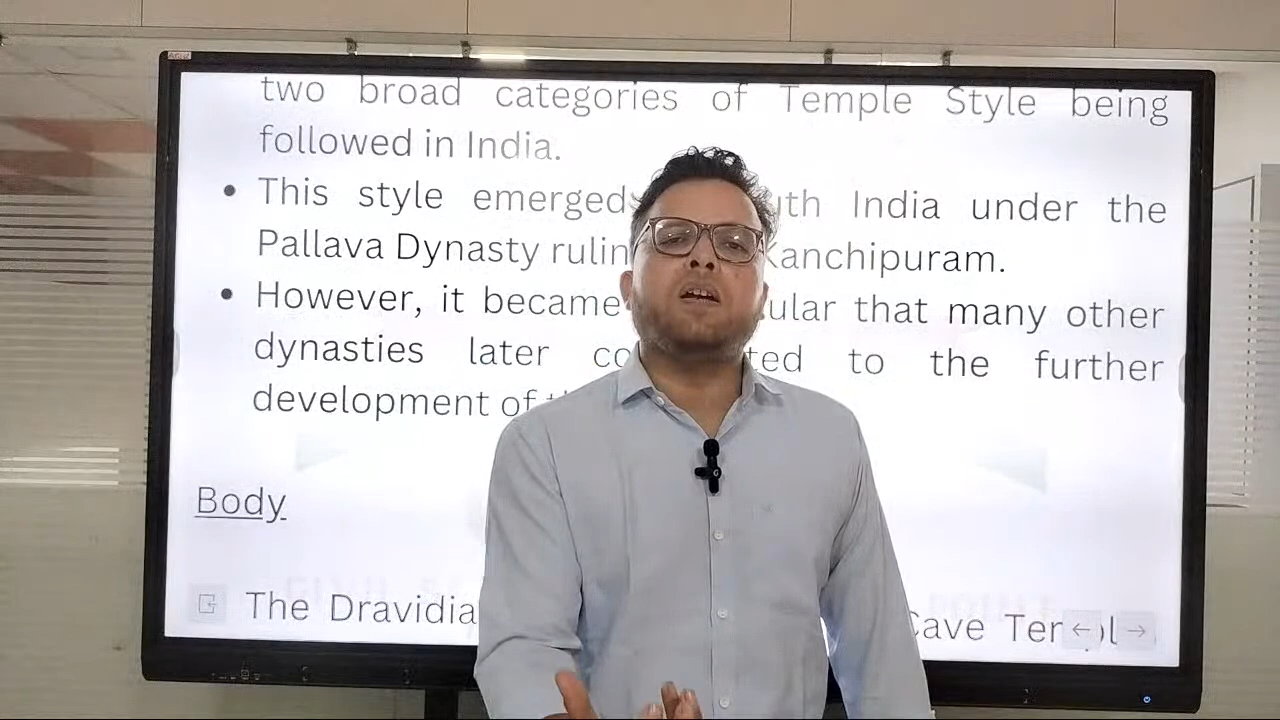 two broad categories of Temple Style being
followed in India.
This style emerged uth India under the
Pallava Dynasty rulin Kanchipuram.
However, it became ular that many other
dynasties later co ted to the further
development of
Body
The Dravidia Cave Te